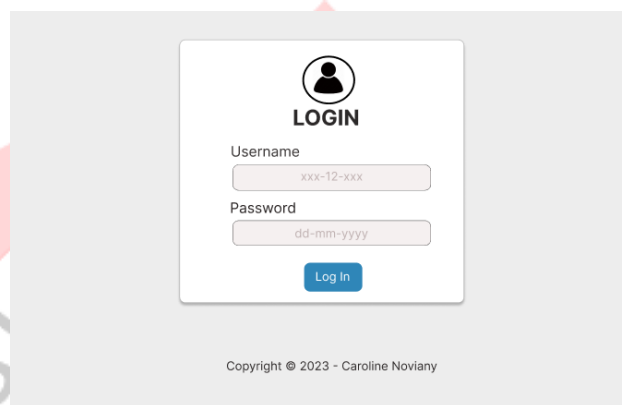 LOGIN
Username
xxx-12-xxx
Password
dd-mm-yyyy
Log In
Copyright © 2023 - Caroline Noviany